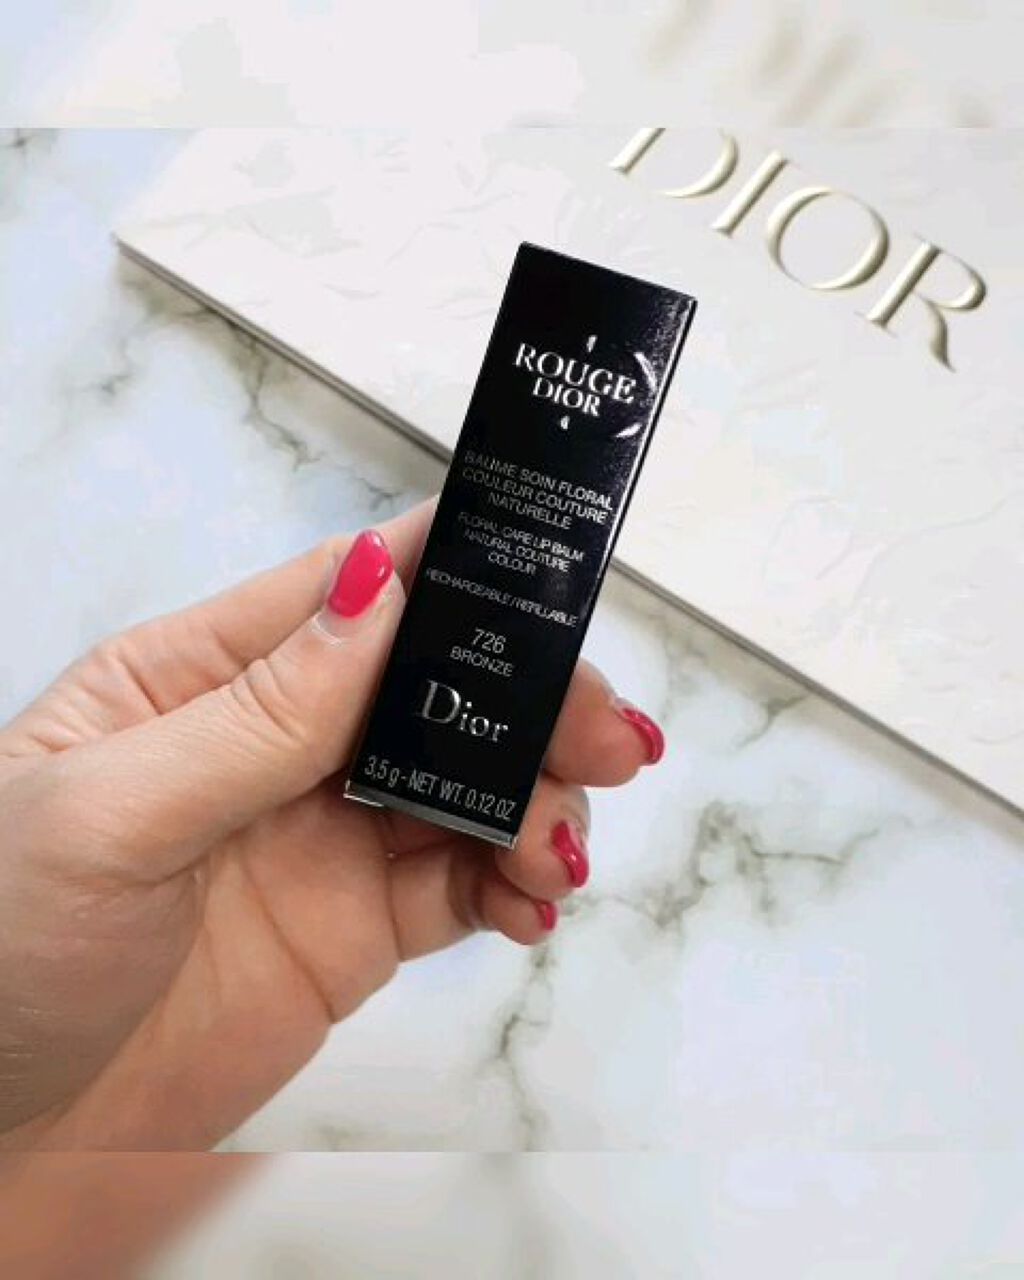 DIOR
ROUGE
DIOR
BAUME SOIN FLORAL
COULEUR COUTURE
NATURELLE
FLORAL CARE LIP BALM
NATURAL COUTURE
COLOUR
RECHARGEABLE / REFILLABLE
726
BRONZE
Dior
3,5 g - NET WT. 0.12 OZ